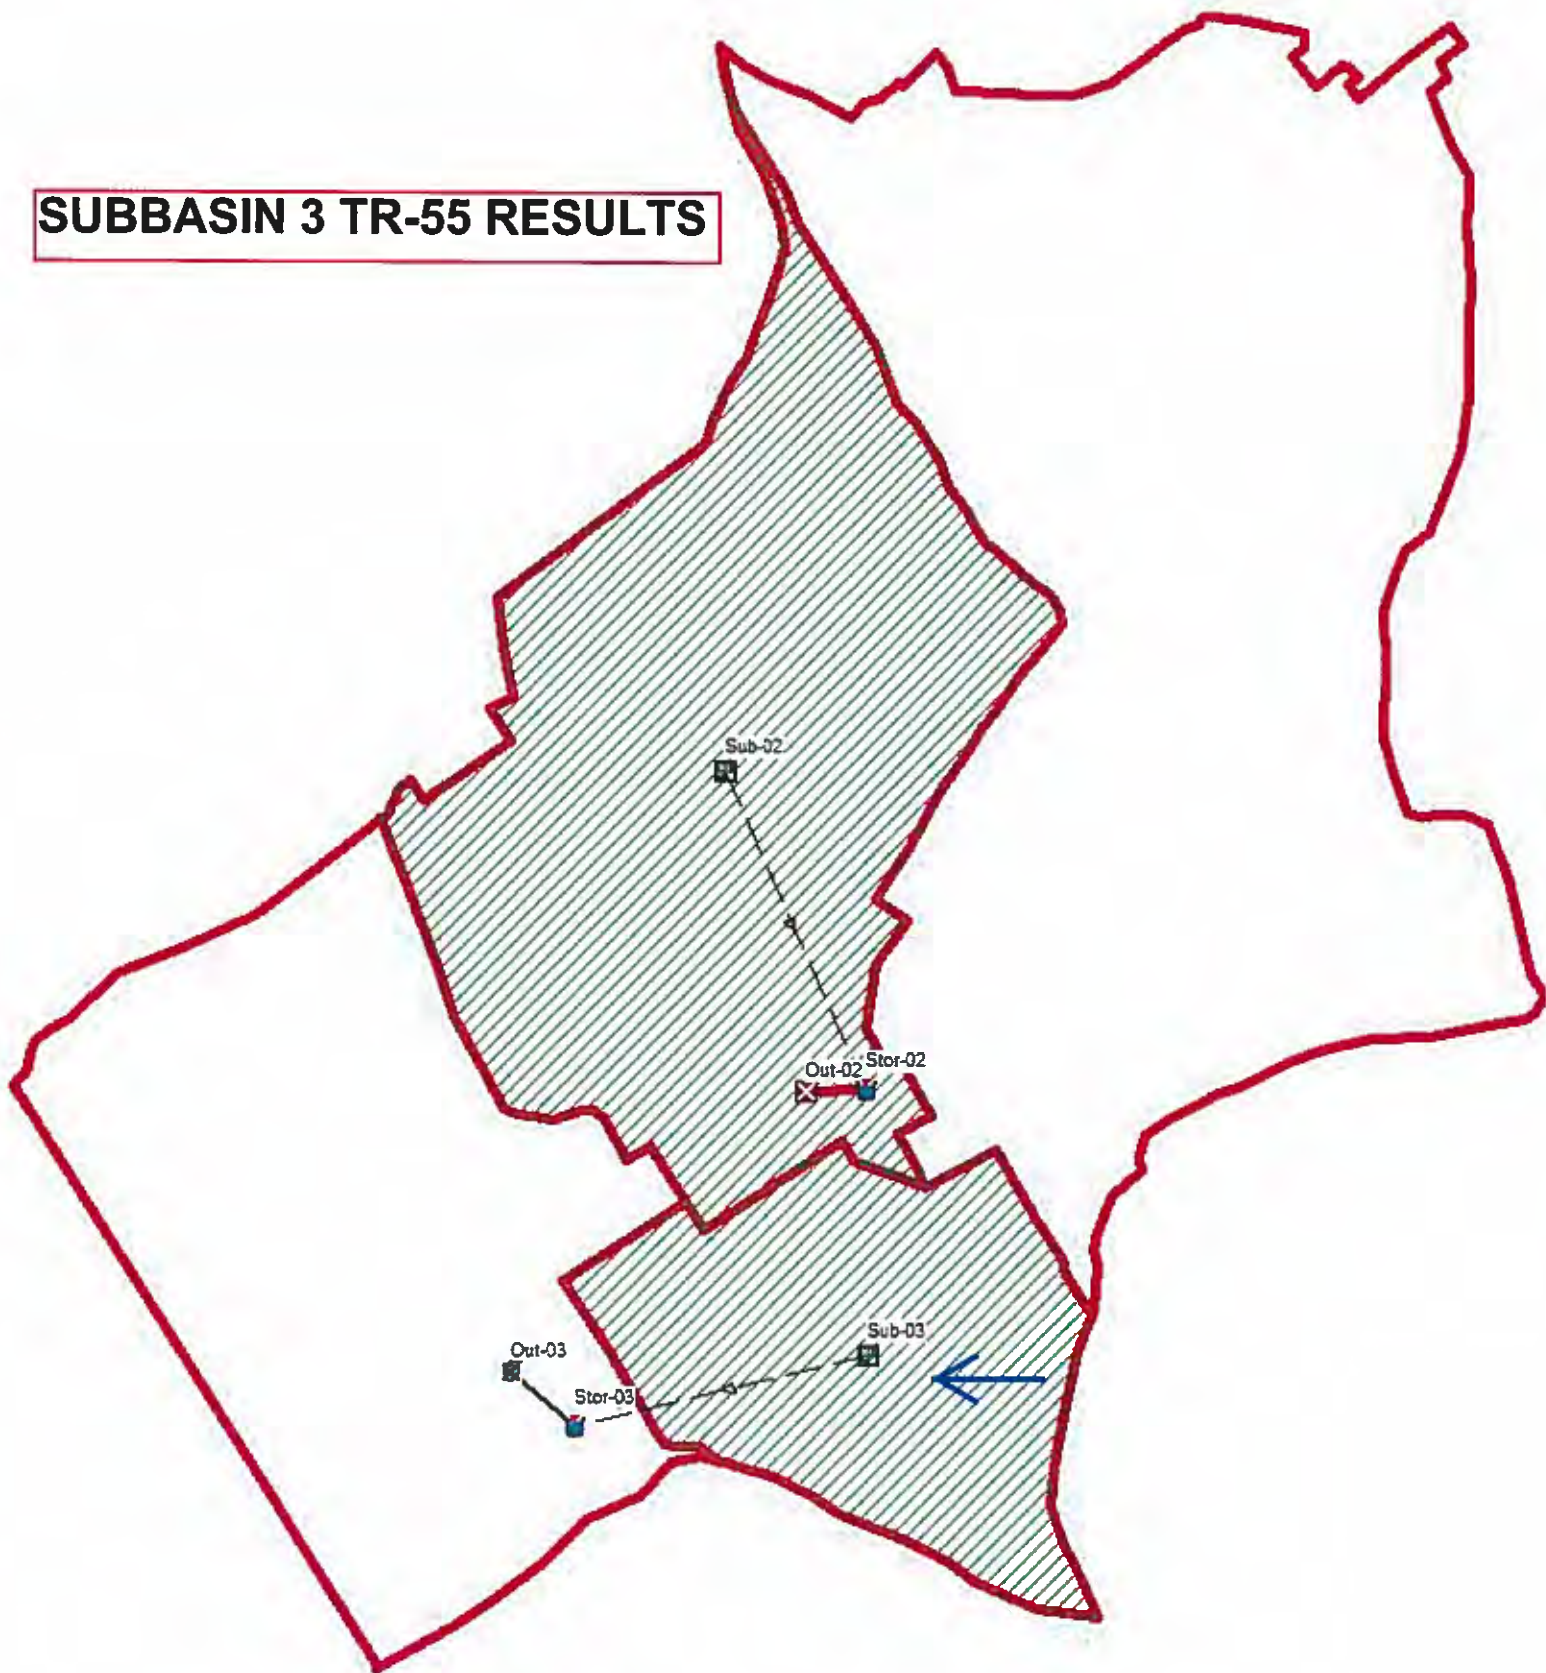 SUBBASIN 3 TR-55 RESULTS
Sub-02
Stor-02
Out-02
Sub-03
Out-03
Stor-03